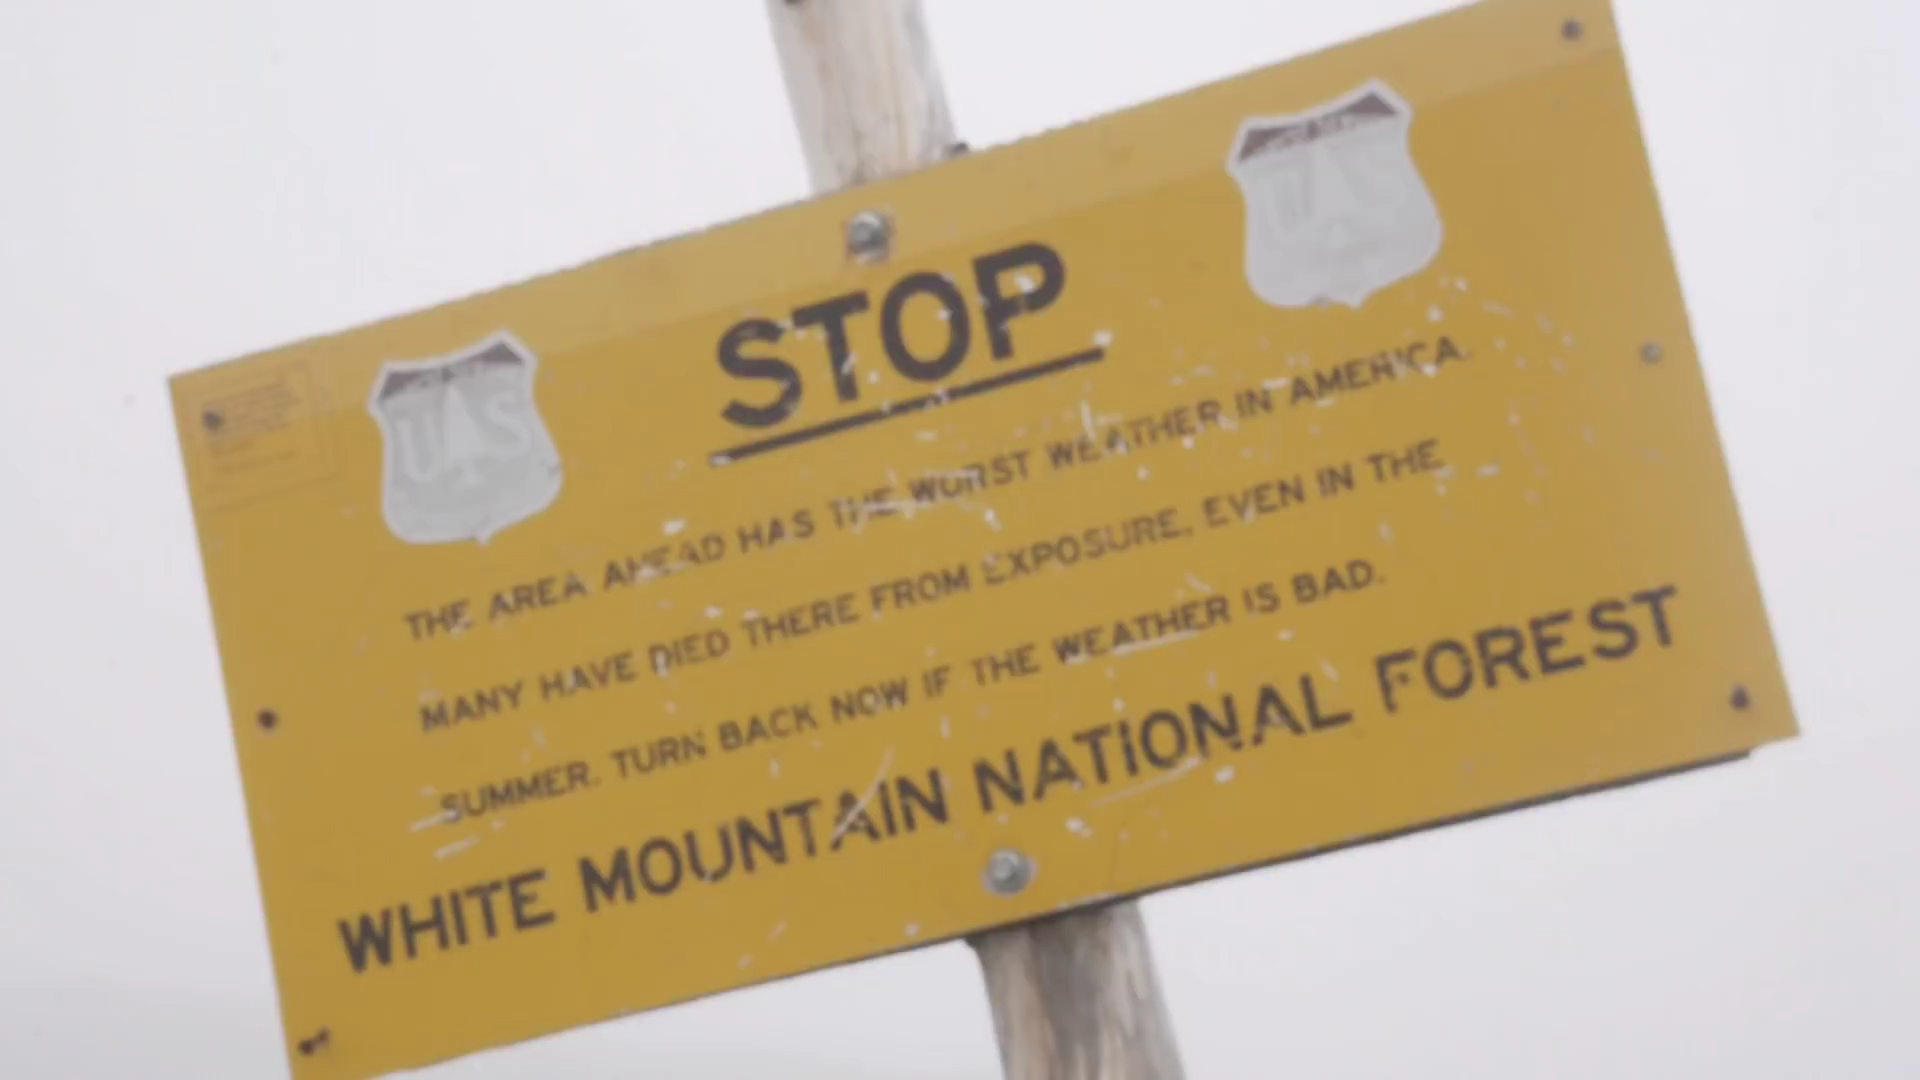 STOP
THE AREA AHEAD HAS THE WORST WEATHER IN AMERICA.
MANY HAVE DIED THERE FROM EXPOSURE, EVEN IN THE
SUMMER. TURN BACK NOW IF THE WEATHER IS BAD.
WHITE MOUNTAIN NATIONAL FOREST
U S
U S